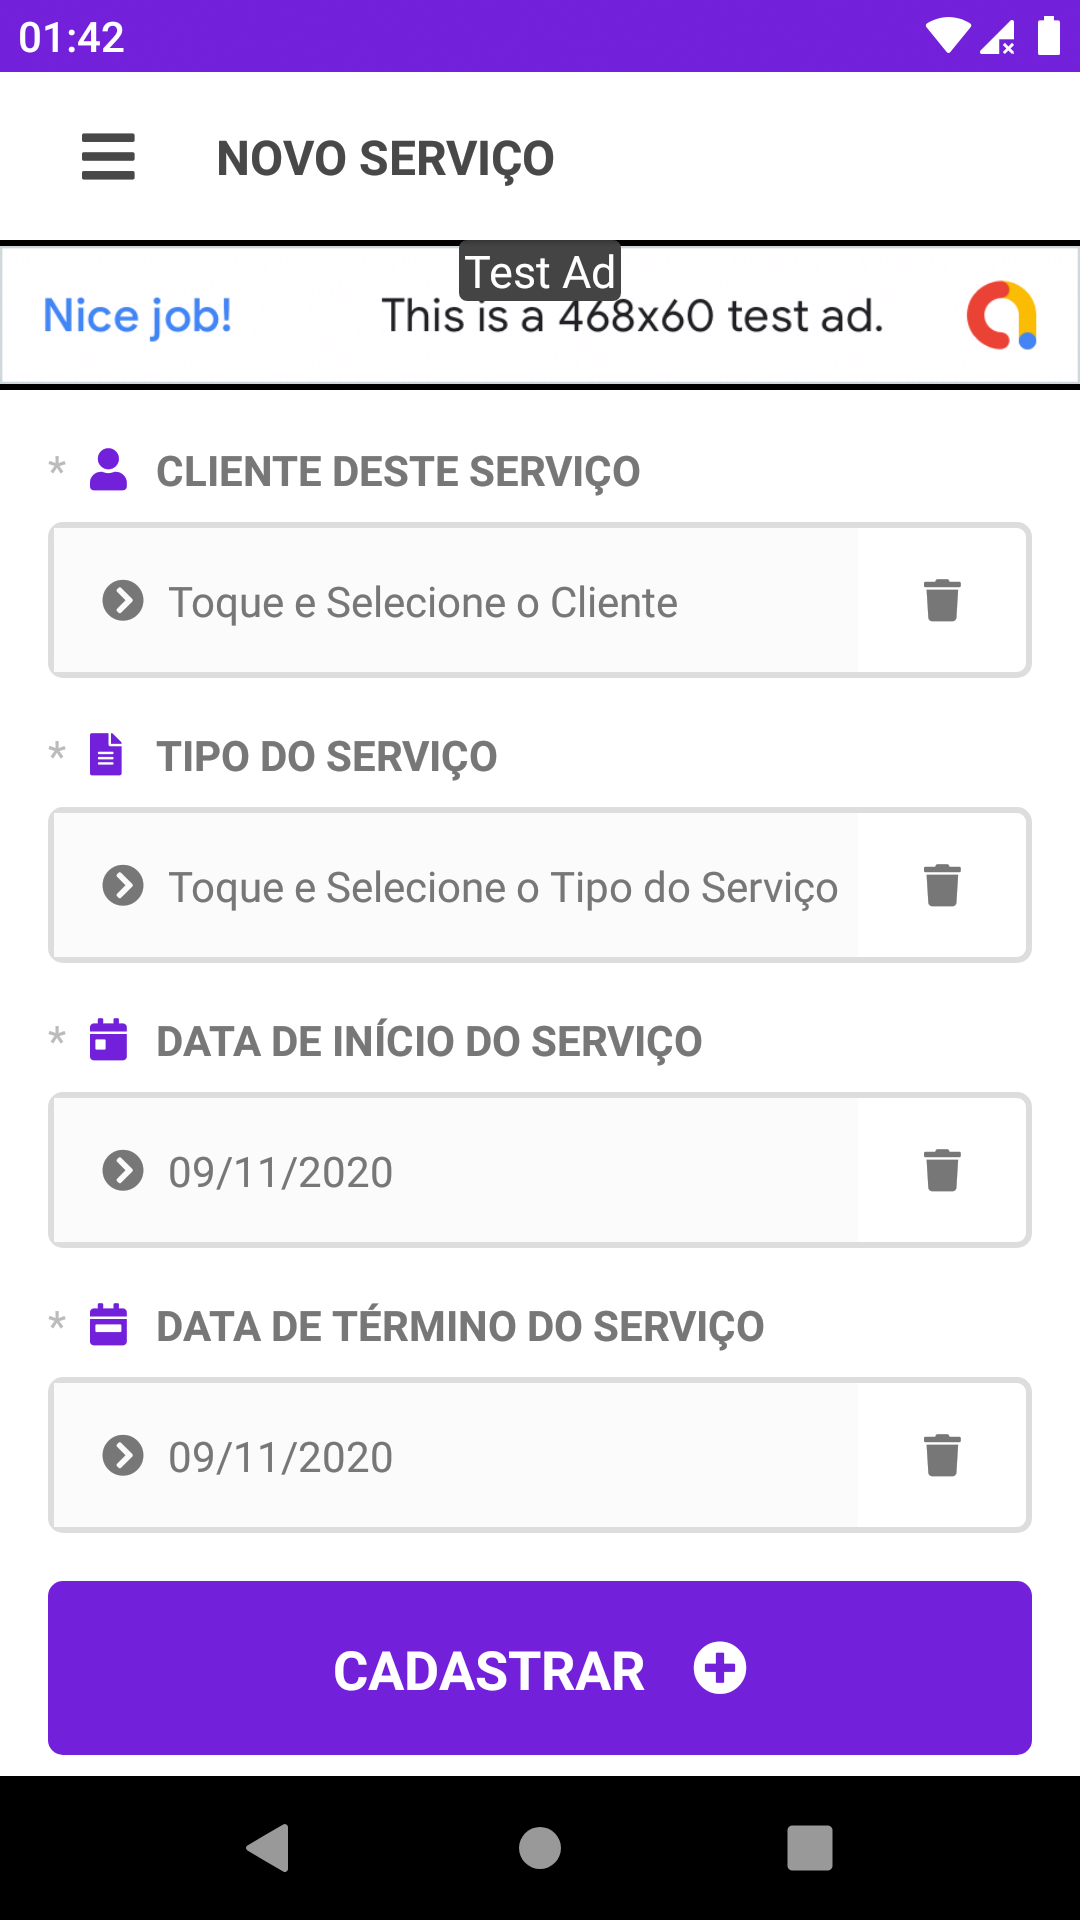 01:42
NOVO SERVIÇO
Test Ad
Nice job! This is a 468x60 test ad.
* CLIENTE DESTE SERVIÇO
Toque e Selecione o Cliente
* TIPO DO SERVIÇO
Toque e Selecione o Tipo do Serviço
* DATA DE INÍCIO DO SERVIÇO
09/11/2020
* DATA DE TÉRMINO DO SERVIÇO
09/11/2020
CADASTRAR